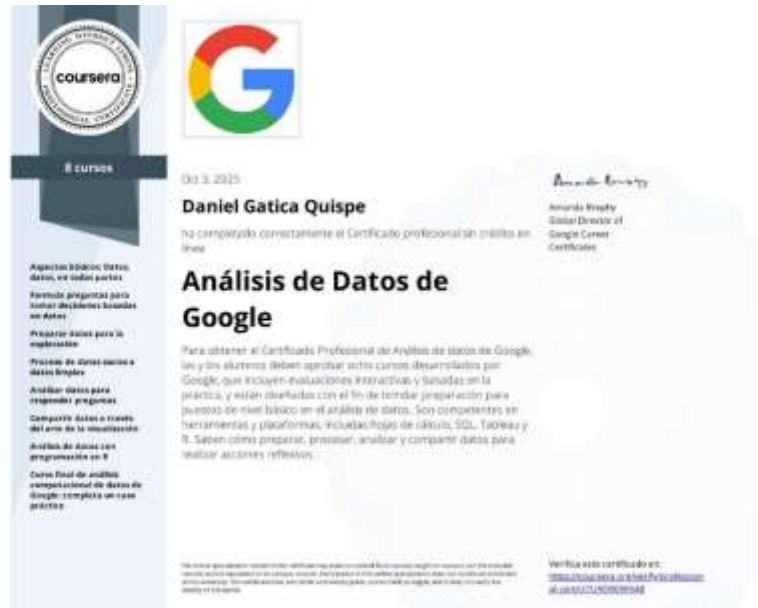 LEARNING WITHOUT LIMITS
coursera
PROFESSIONAL CERTIFICATE
8 cursos
Aspectos básicos: Datos,
datos, en todas partes
Formula preguntas para
tomar decisiones basadas
en datos
Preparar datos para la
exploración
Proceso de datos sucios a
datos limpios
Analizar datos para
responder preguntas
Compartir datos a través
del arte de la visualización
Análisis de datos con
programación en R
Curso final de análisis
computacional de datos de
Google: completa un caso
práctico
G
Oct 3, 2025
Daniel Gatica Quispe
ha completado correctamente el Certificado profesional sin crédito en
línea
Análisis de Datos de
Google
Para obtener el Certificado Profesional de Análisis de datos de Google,
las y los alumnos deben aprobar ocho cursos desarrollados por
Google, que incluyen evaluaciones interactivas y basadas en la
práctica, y están diseñados con el fin de brindar preparación para
puestos de nivel básico en el análisis de datos. Son competentes en
herramientas y plataformas, incluidas hojas de cálculo, SQL, Tableau y
R. Saben cómo preparar, procesar, analizar y compartir datos para
realizar acciones reflexivas.
Amanda Brophy
Global Director of
Google Career
Certificates
Verifica este certificado en: